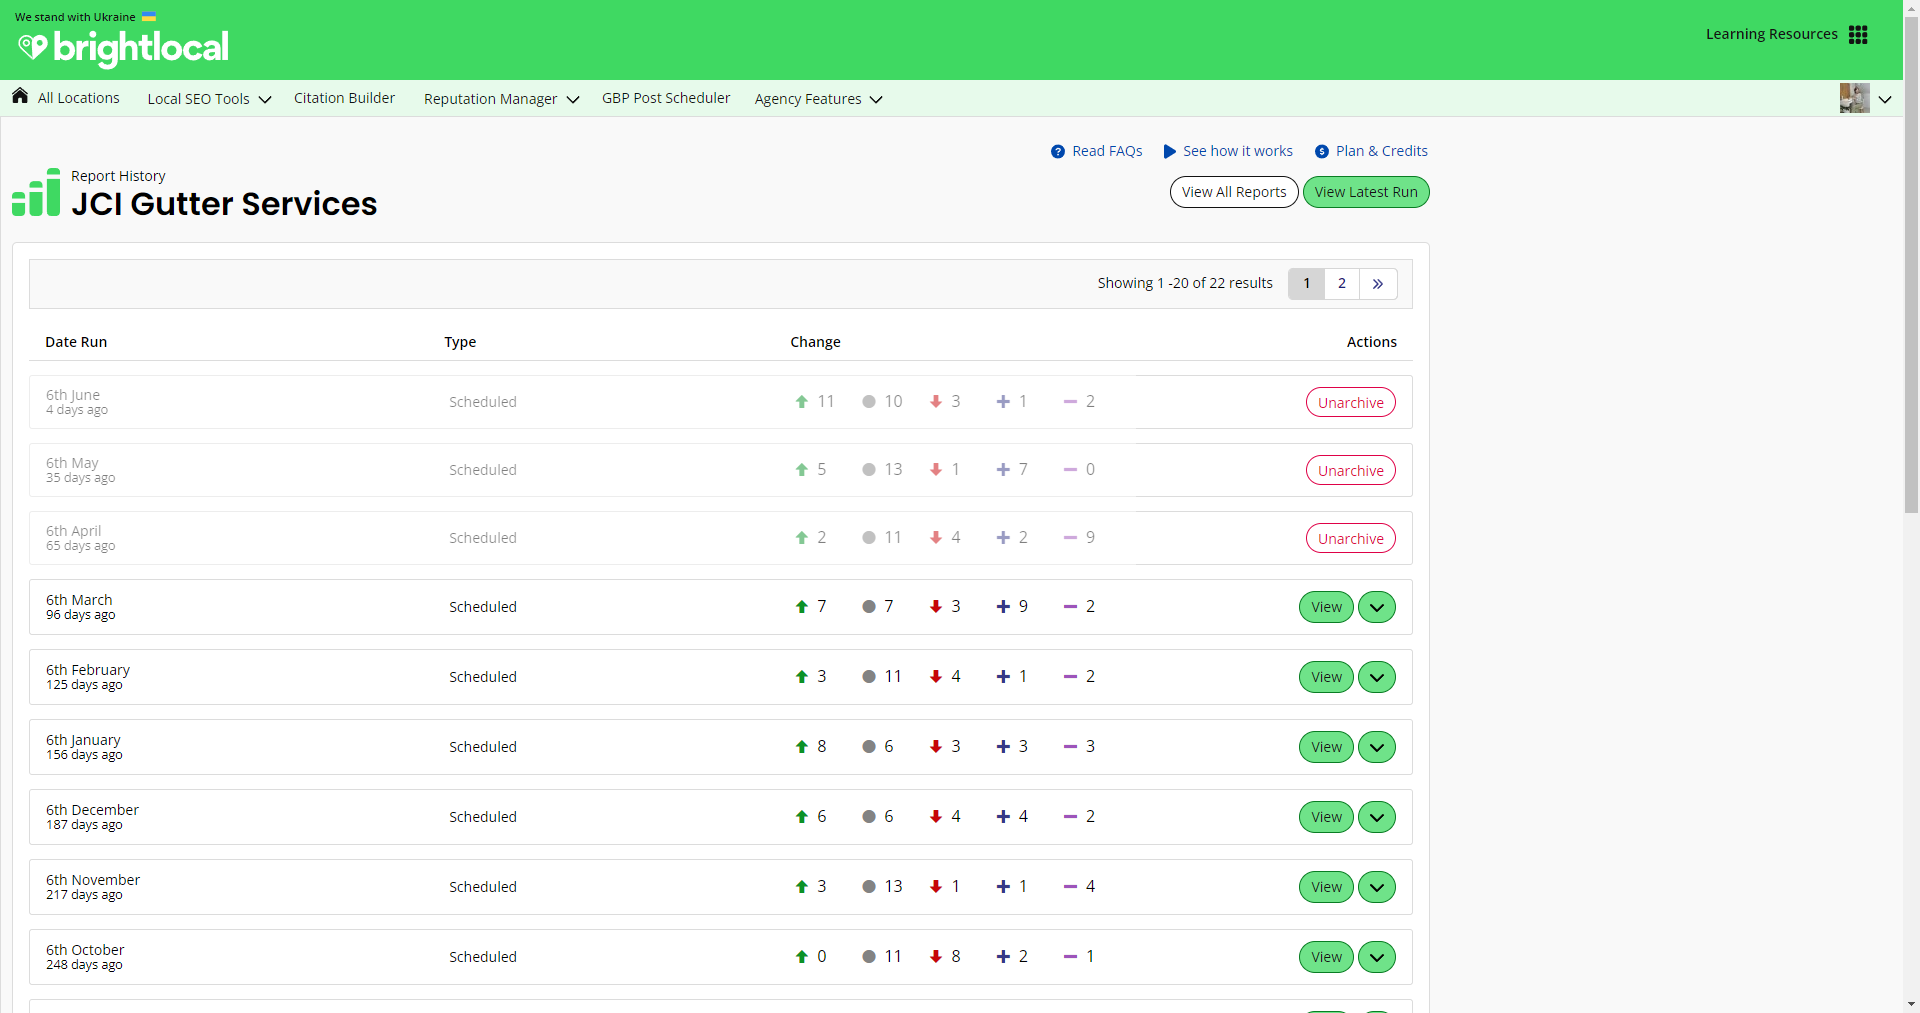 We stand with Ukraine
brightlocal
Learning Resources
All Locations Local SEO Tools Citation Builder Reputation Manager GBP Post Scheduler Agency Features
Read FAQs See how it works Plan & Credits
Report History
JCI Gutter Services
View All Reports View Latest Run
Showing 1 -20 of 22 results 1 2 »
Date Run Type Change Actions
6th June
4 days ago
Scheduled 11 10 3 1 2 Unarchive
6th May
35 days ago
Scheduled 5 13 1 7 0 Unarchive
6th April
65 days ago
Scheduled 2 11 4 2 9 Unarchive
6th March
96 days ago
Scheduled 7 7 3 9 2 View
6th February
125 days ago
Scheduled 3 11 4 1 2 View
6th January
156 days ago
Scheduled 8 6 3 3 3 View
6th December
187 days ago
Scheduled 6 6 4 4 2 View
6th November
217 days ago
Scheduled 3 13 1 1 4 View
6th October
248 days ago
Scheduled 0 11 8 2 1 View